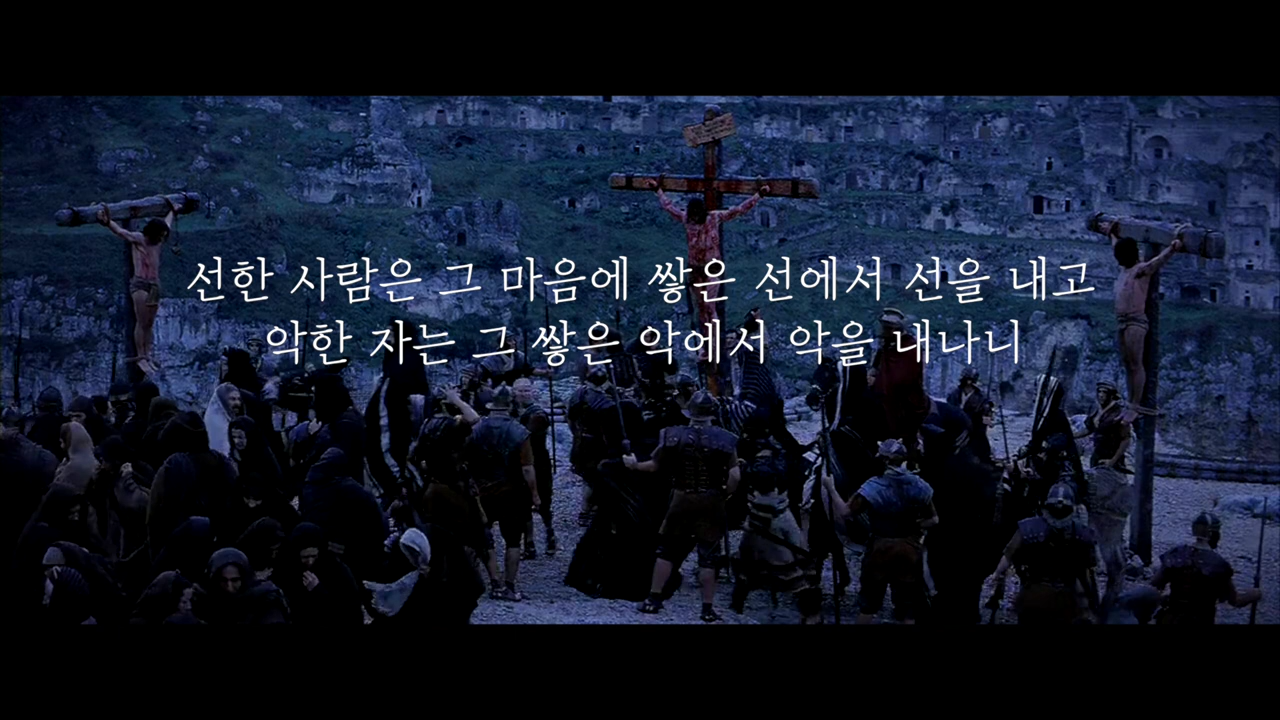 선한 사람은 그 마음에 쌓은 선에서 선을 내고
악한 자는 그 쌓은 악에서 악을 내나니